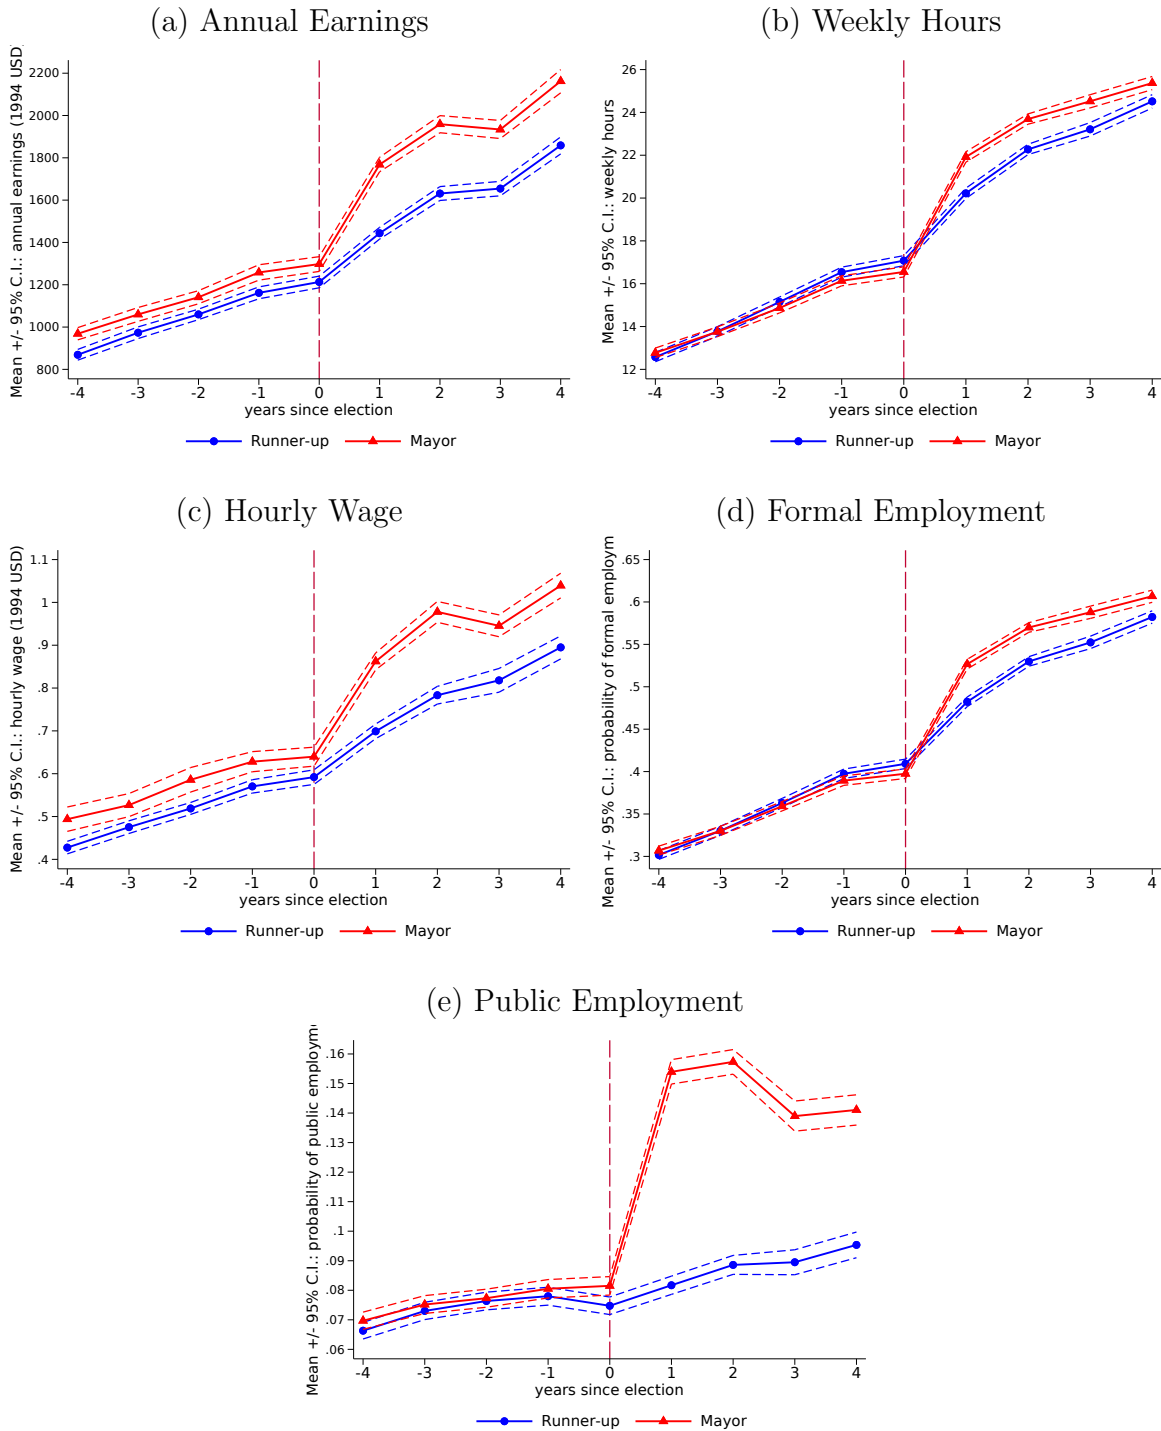 (a) Annual Earnings
Mean +/- 95% C.I.: annual earnings (1994 USD)
2200
2000
1800
1600
1400
1200
1000
800
-4 -3 -2 -1 0 1 2 3 4
years since election
Runner-up Mayor
(b) Weekly Hours
Mean +/- 95% C.I.: weekly hours
26
24
22
20
18
16
14
12
-4 -3 -2 -1 0 1 2 3 4
years since election
Runner-up Mayor
(c) Hourly Wage
Mean +/- 95% C.I.: hourly wage (1994 USD)
1.1
1
.9
.8
.7
.6
.5
.4
-4 -3 -2 -1 0 1 2 3 4
years since election
Runner-up Mayor
(d) Formal Employment
Mean +/- 95% C.I.: probability of formal employm
.65
.6
.55
.5
.45
.4
.35
.3
-4 -3 -2 -1 0 1 2 3 4
years since election
Runner-up Mayor
(e) Public Employment
Mean +/- 95% C.I.: probability of public employm
.16
.15
.14
.13
.12
.11
.1
.09
.08
.07
.06
-4 -3 -2 -1 0 1 2 3 4
years since election
Runner-up Mayor